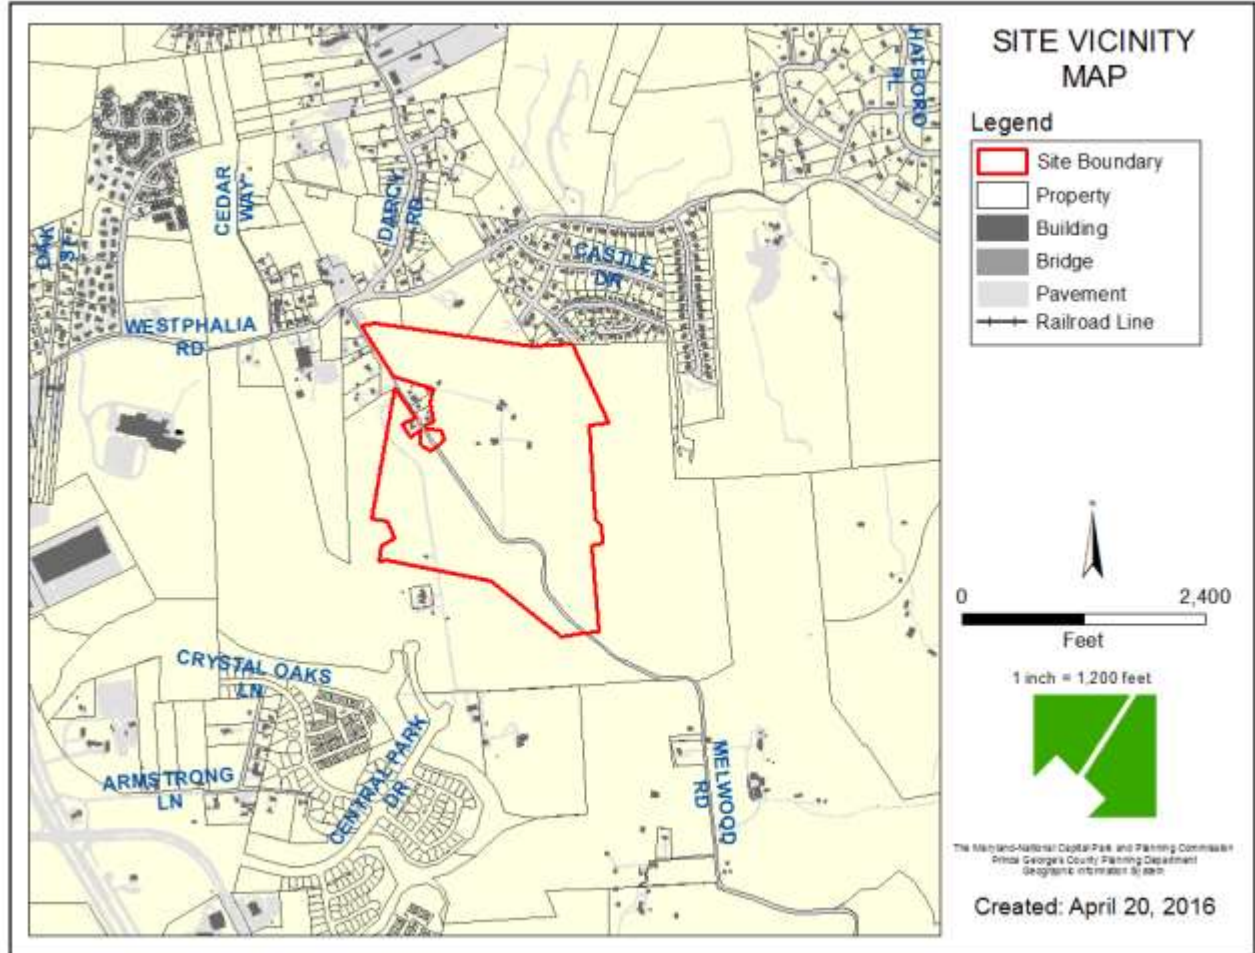 SITE VICINITY
MAP
Legend
Site Boundary
Property
Building
Bridge
Pavement
Railroad Line
HATBORO
PL
OAK
ST
CEDAR
WAY
DARCY
RD
CASTLE
DR
WESTPHALIA
RD
CRYSTAL OAKS
LN
ARMSTRONG
LN
CENTRAL PARK
DR
MELWOOD
RD
0 2,400
Feet
1 inch = 1,200 feet
The Maryland-National Capital Park and Planning Commission
Prince George's County Planning Department
Geographic Information System
Created: April 20, 2016